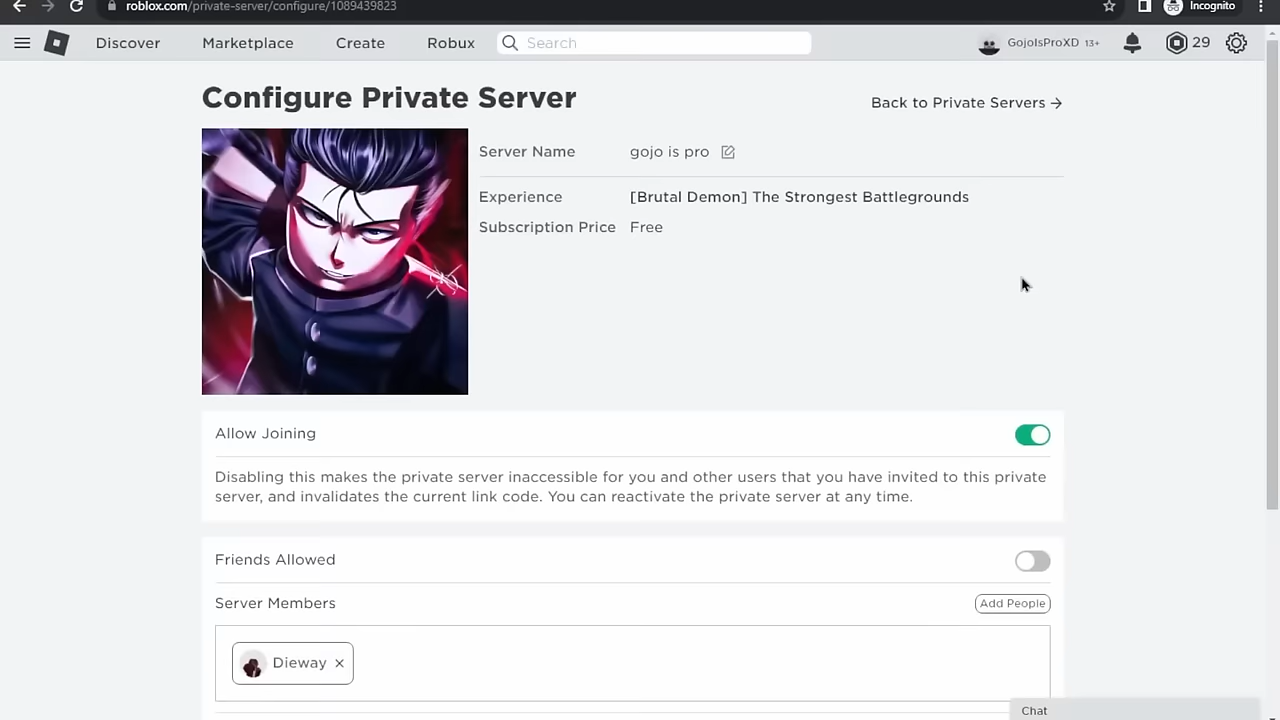 roblox.com/private-server/configure/1089439823
Incognito
Discover
Marketplace
Create
Robux
Search
GojoIsProXD 13+
29
Configure Private Server
Back to Private Servers →
Server Name gojo is pro
Experience [Brutal Demon] The Strongest Battlegrounds
Subscription Price Free
Allow Joining
Disabling this makes the private server inaccessible for you and other users that you have invited to this private
server, and invalidates the current link code. You can reactivate the private server at any time.
Friends Allowed
Server Members
Add People
Dieway ×
Chat